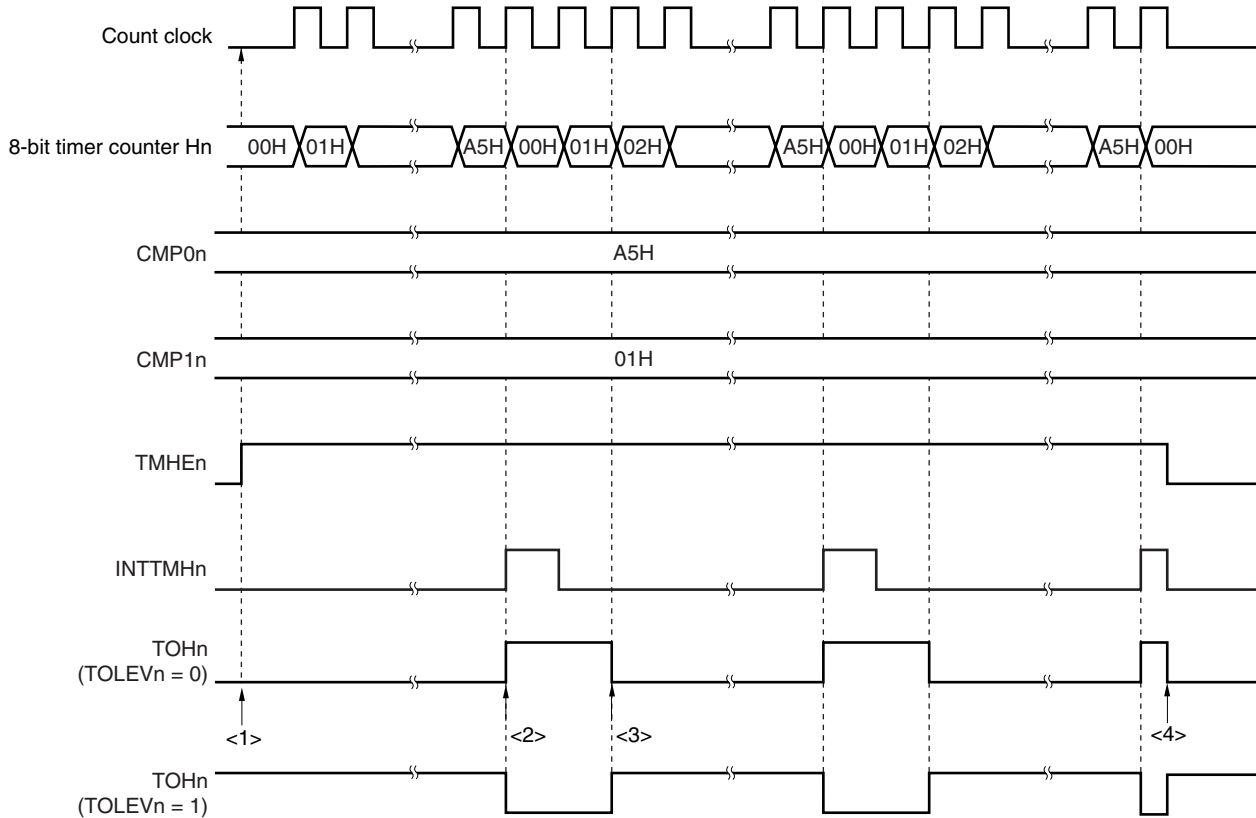 Count clock
8-bit timer counter Hn 00H 01H A5H 00H 01H 02H A5H 00H 01H 02H A5H 00H
CMP0n A5H
CMP1n 01H
TMHEn
INTTMHn
TOHn
(TOLEVn = 0)
<1> <2> <3> <4>
TOHn
(TOLEVn = 1)